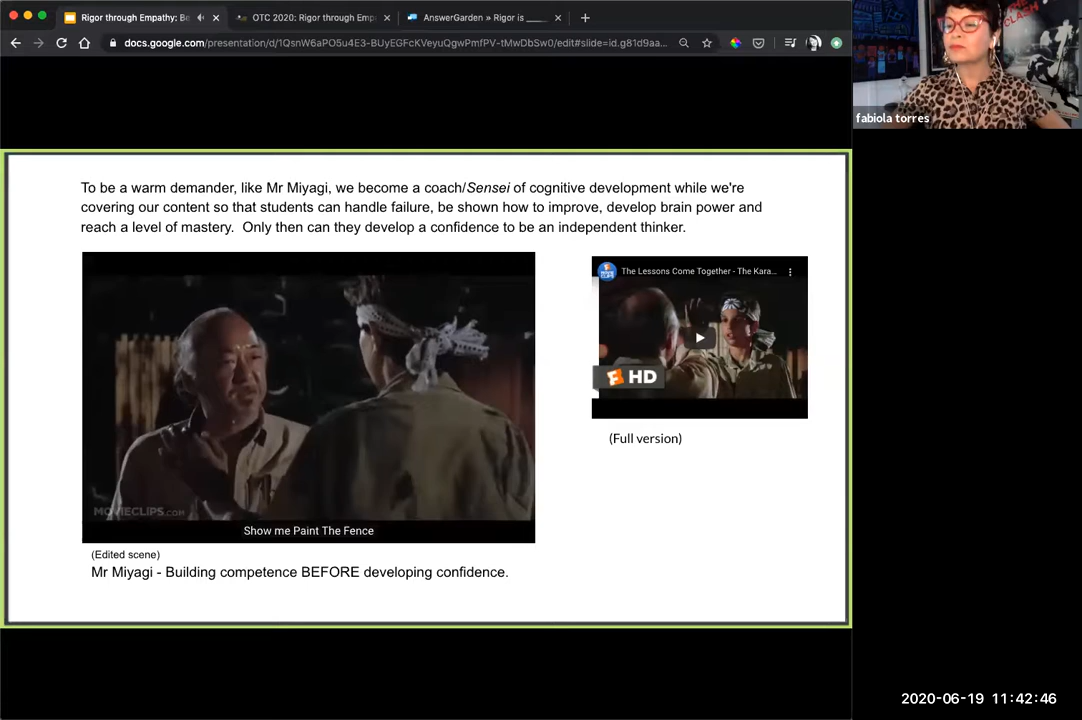 Rigor through Empathy: Be
OTC 2020: Rigor through Empa
AnswerGarden » Rigor is ____
docs.google.com/presentation/d/1QsnW6aPO5u4E3-BUyEGFcKVeyuQgwPmfPV-tMwDbSw0/edit#slide=id.g81d9aa...
fabiola torres
To be a warm demander, like Mr Miyagi, we become a coach/Sensei of cognitive development while we're
covering our content so that students can handle failure, be shown how to improve, develop brain power and
reach a level of mastery. Only then can they develop a confidence to be an independent thinker.
The Lessons Come Together - The Kara...
HD
(Full version)
MOVIECLIPS.COM
Show me Paint The Fence
(Edited scene)
Mr Miyagi - Building competence BEFORE developing confidence.
2020-06-19 11:42:46